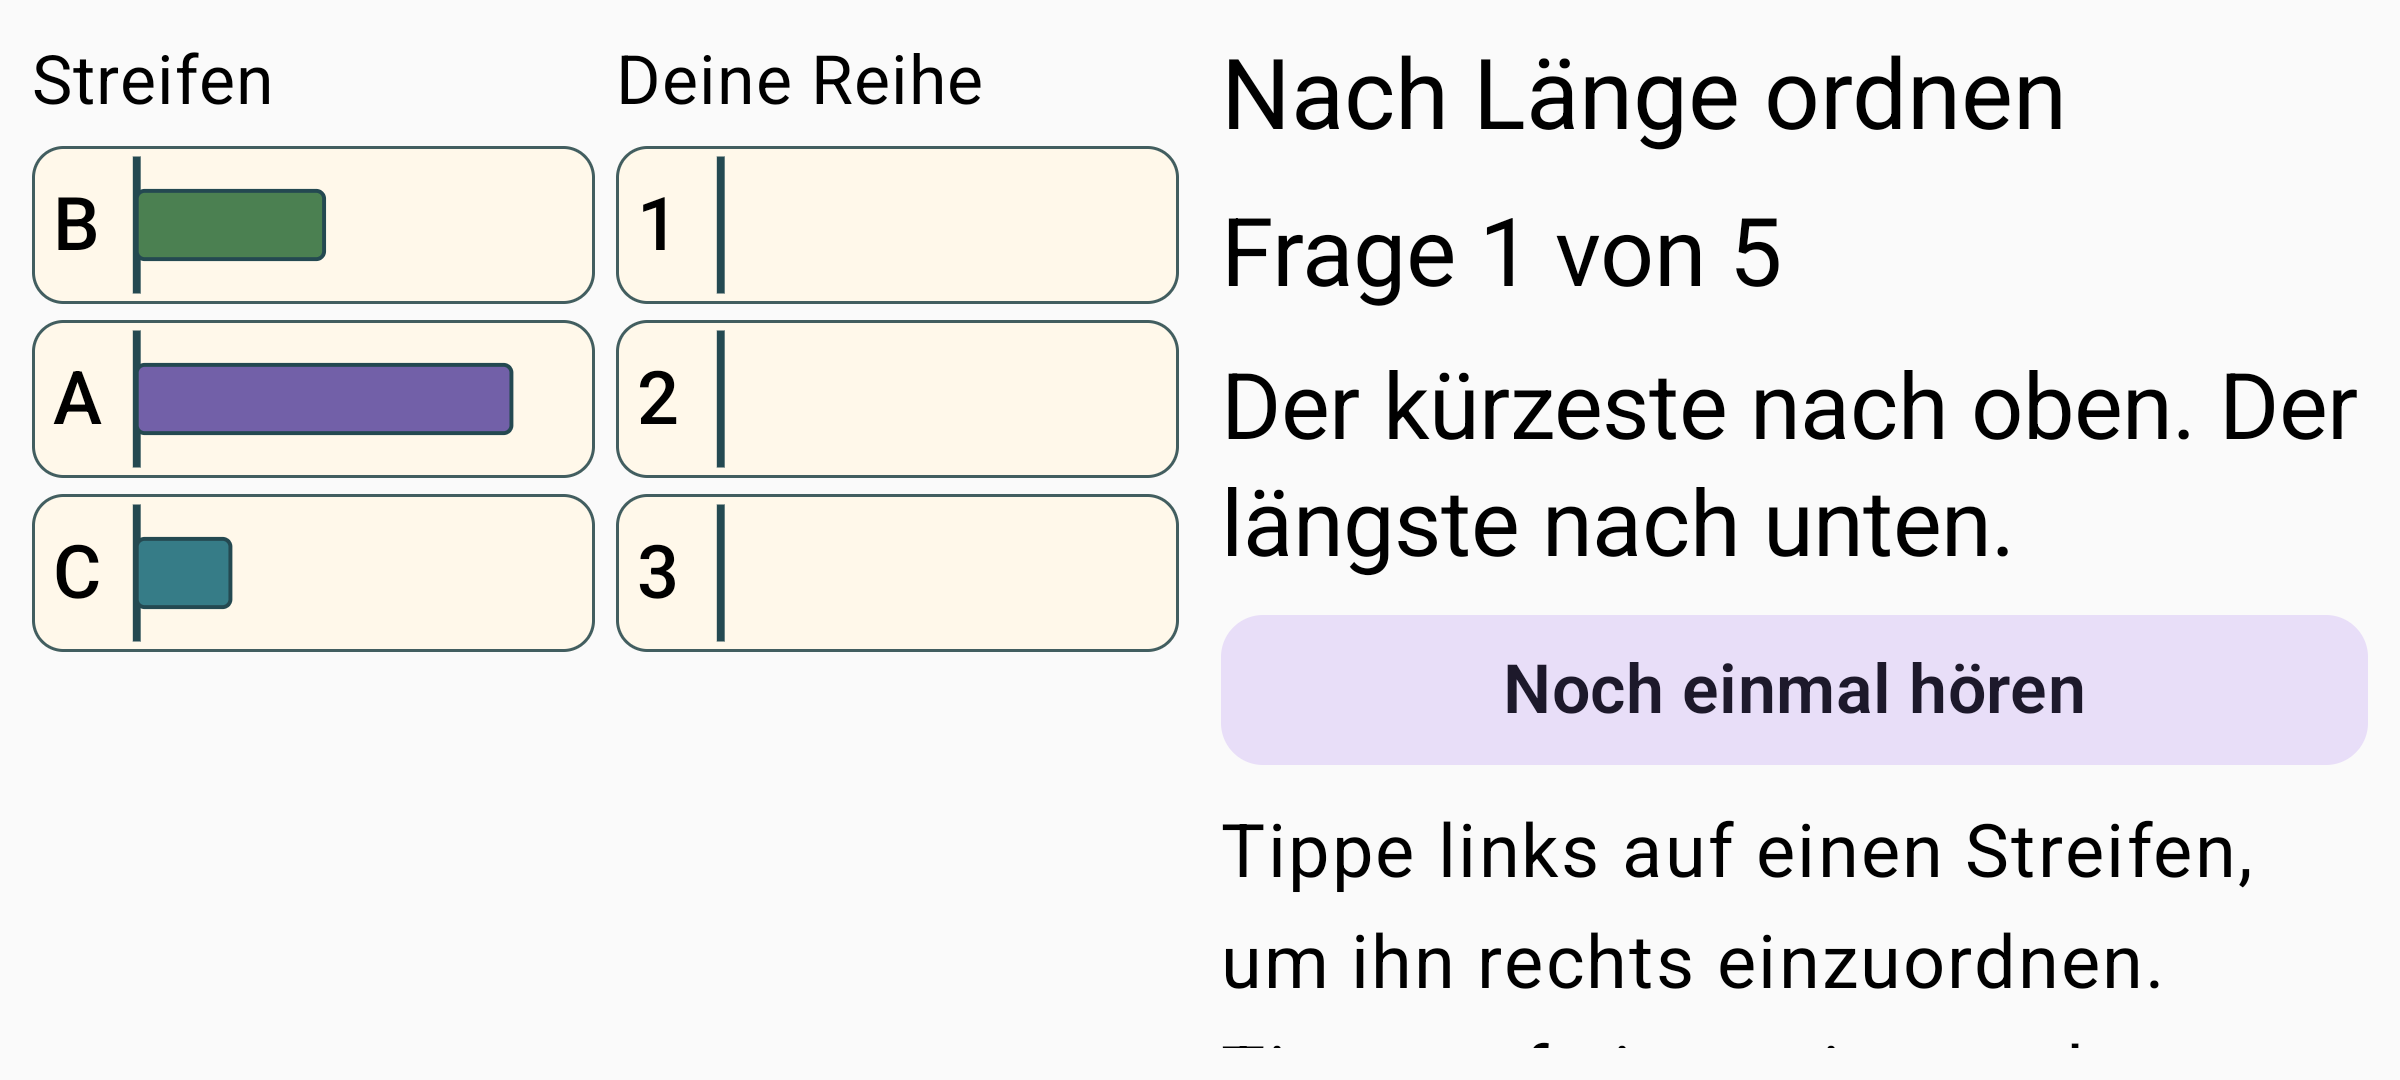 Streifen
B
A
C
Deine Reihe
1
2
3
Nach Länge ordnen
Frage 1 von 5
Der kürzeste nach oben. Der
längste nach unten.
Noch einmal hören
Tippe links auf einen Streifen,
um ihn rechts einzuordnen.